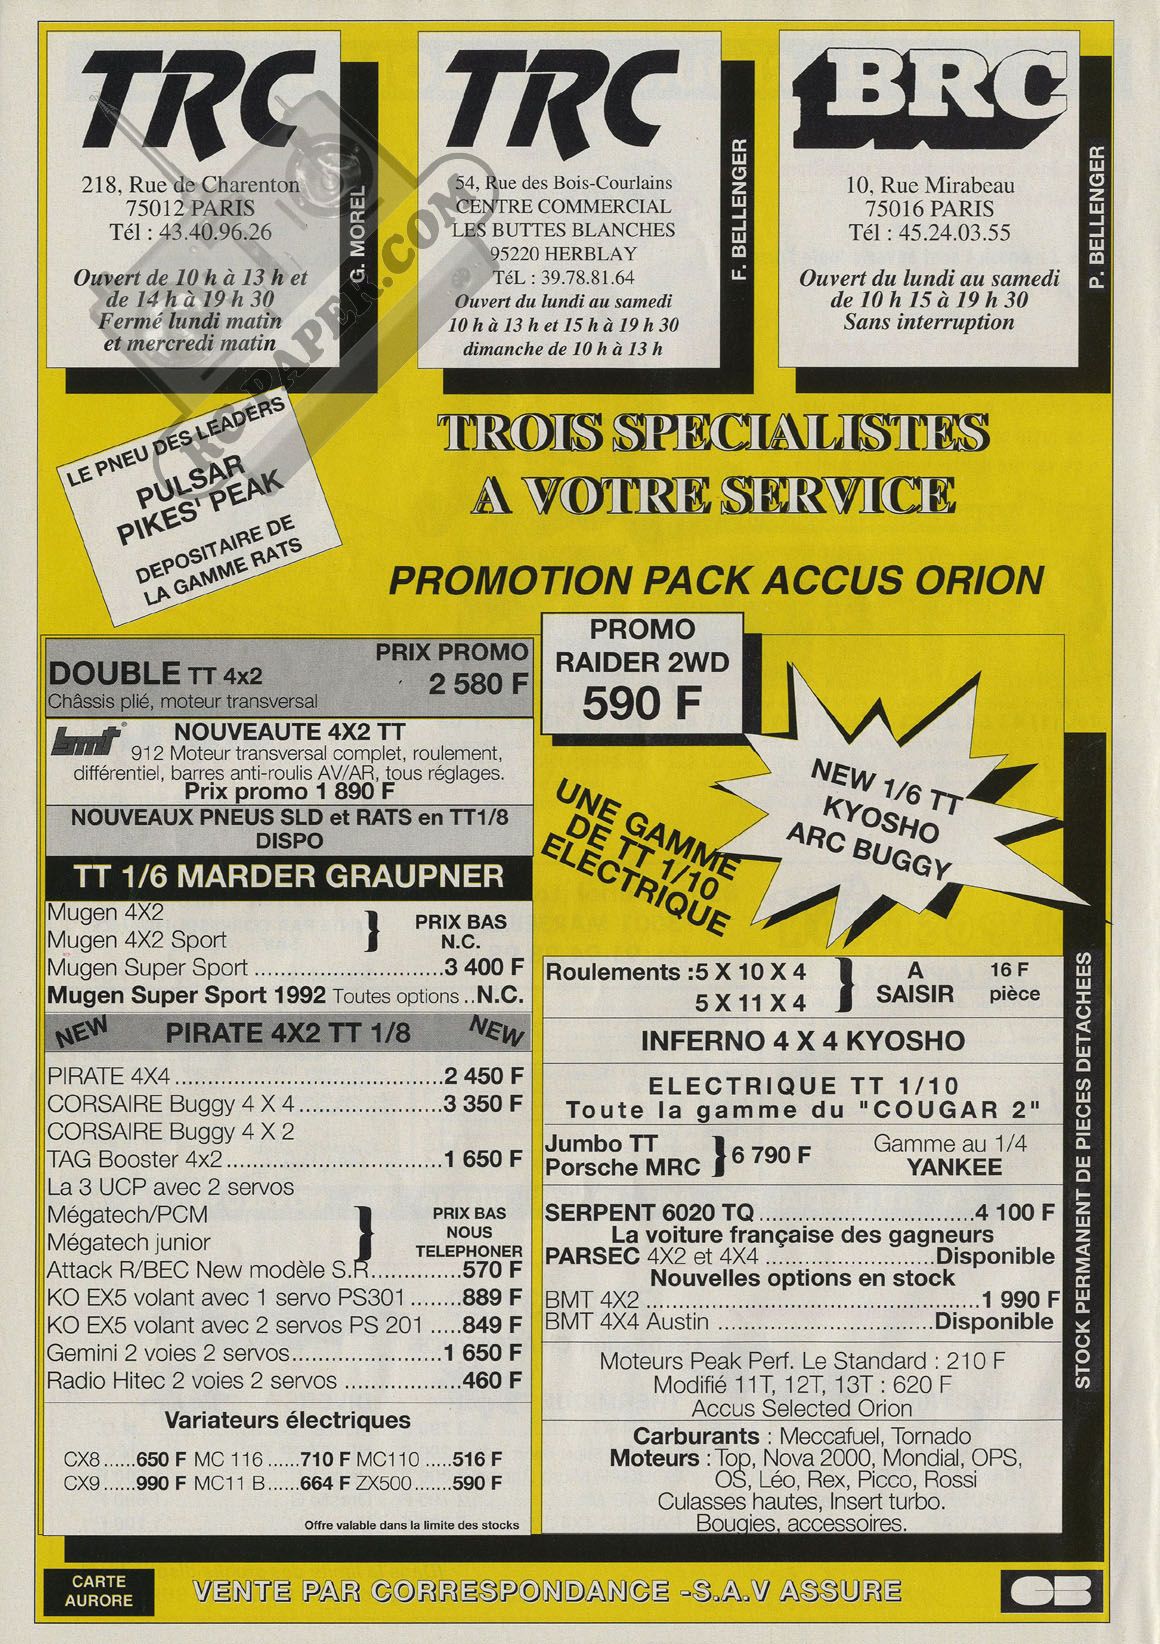 TRC
218, Rue de Charenton
75012 PARIS
Tél : 43.40.96.26
Ouvert de 10 h à 13 h et
de 14 h à 19 h 30
Fermé lundi matin
et mercredi matin
G. MOREL
TRC
54, Rue des Bois-Courlains
CENTRE COMMERCIAL
LES BUTTES BLANCHES
95220 HERBLAY
TéL : 39.78.81.64
Ouvert du lundi au samedi
10 h à 13 h et 15 h à 19 h 30
dimanche de 10 h à 13 h
F. BELLENGER
BRC
10, Rue Mirabeau
75016 PARIS
Tél : 45.24.03.55
Ouvert du lundi au samedi
de 10 h 15 à 19 h 30
Sans interruption
P. BELLENGER
RC-PAPER.COM
LE PNEU DES LEADERS
PULSAR
PIKES' PEAK
DEPOSITAIRE DE
LA GAMME RATS
TROIS SPECIALISTES
A VOTRE SERVICE
PROMOTION PACK ACCUS ORION
DOUBLE TT 4x2
Châssis plié, moteur transversal
PRIX PROMO
2 580 F
bmt
NOUVEAUTE 4X2 TT
912 Moteur transversal complet, roulement,
différentiel, barres anti-roulis AV/AR, tous réglages.
Prix promo 1 890 F
NOUVEAUX PNEUS SLD et RATS en TT1/8
DISPO
TT 1/6 MARDER GRAUPNER
Mugen 4X2
Mugen 4X2 Sport
} PRIX BAS
N.C.
Mugen Super Sport ........................3 400 F
Mugen Super Sport 1992 Toutes options ..N.C.
NEW PIRATE 4X2 TT 1/8 NEW
PIRATE 4X4..................................2 450 F
CORSAIRE Buggy 4 X 4..................3 350 F
CORSAIRE Buggy 4 X 2
TAG Booster 4x2...........................1 650 F
La 3 UCP avec 2 servos
Mégatech/PCM
Mégatech junior
} PRIX BAS
NOUS
TELEPHONER
Attack R/BEC New modèle S.R............570 F
KO EX5 volant avec 1 servo PS301 .......889 F
KO EX5 volant avec 2 servos PS 201 .....849 F
Gemini 2 voies 2 servos...................1 650 F
Radio Hitec 2 voies 2 servos ...............460 F
Variateurs électriques
CX8......650 F MC 116 ......710 F MC110 .....516 F
CX9......990 F MC11 B......664 F ZX500.......590 F
Offre valable dans la limite des stocks
PROMO
RAIDER 2WD
590 F
UNE GAMME
DE TT 1/10
ELECTRIQUE
NEW 1/6 TT
KYOSHO
ARC BUGGY
Roulements :5 X 10 X 4
5 X 11 X 4
} A
SAISIR
16 F
pièce
INFERNO 4 X 4 KYOSHO
ELECTRIQUE TT 1/10
Toute la gamme du "COUGAR 2"
Jumbo TT
Porsche MRC
} 6 790 F
Gamme au 1/4
YANKEE
SERPENT 6020 TQ ...............................4 100 F
La voiture française des gagneurs
PARSEC 4X2 et 4X4 ........................Disponible
Nouvelles options en stock
BMT 4X2 ................................................1 990 F
BMT 4X4 Austin ...............................Disponible
Moteurs Peak Perf. Le Standard : 210 F
Modifié 11T, 12T, 13T : 620 F
Accus Selected Orion
Carburants : Meccafuel, Tornado
Moteurs : Top, Nova 2000, Mondial, OPS,
OS, Léo, Rex, Picco, Rossi
Culasses hautes, Insert turbo.
Bougies, accessoires.
STOCK PERMANENT DE PIECES DETACHEES
CARTE
AURORE
VENTE PAR CORRESPONDANCE -S.A.V ASSURE
CB